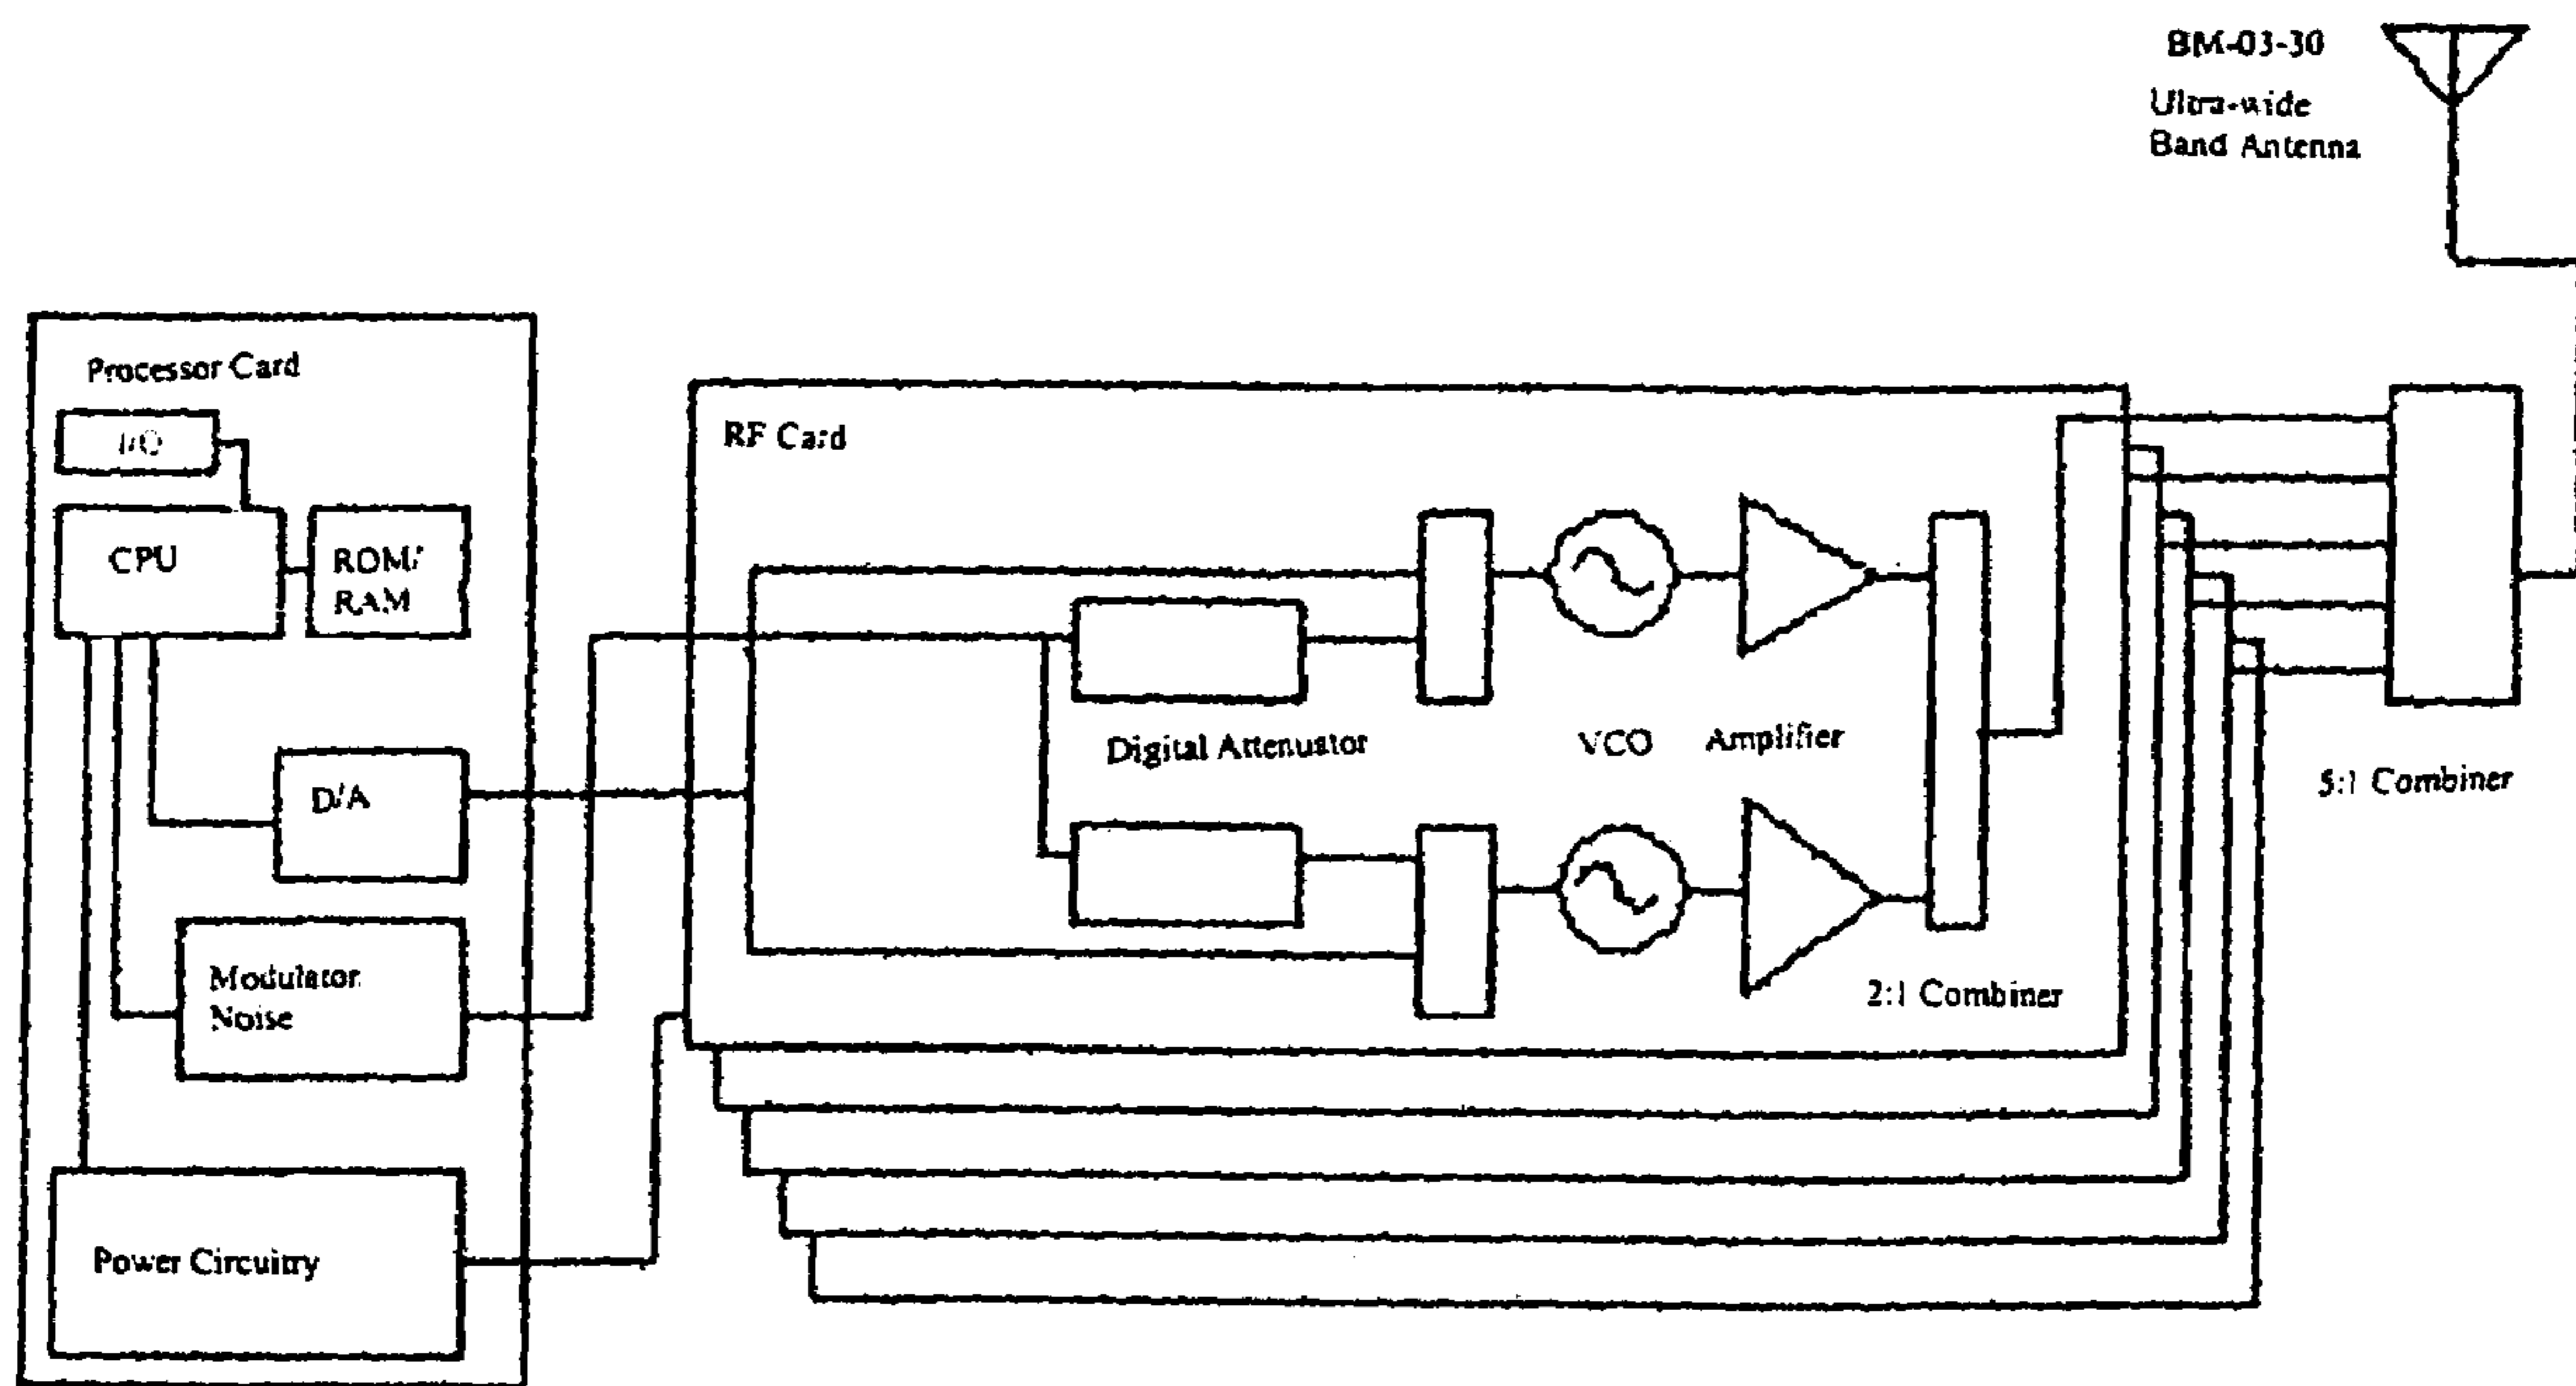 BM-03-30
Ultra-wide
Band Antenna
Processor Card
I/O
CPU
ROM/
RAM
D/A
Modulator
Noise
Power Circuitry
RF Card
Digital Attenuator
VCO
Amplifier
2:1 Combiner
5:1 Combiner